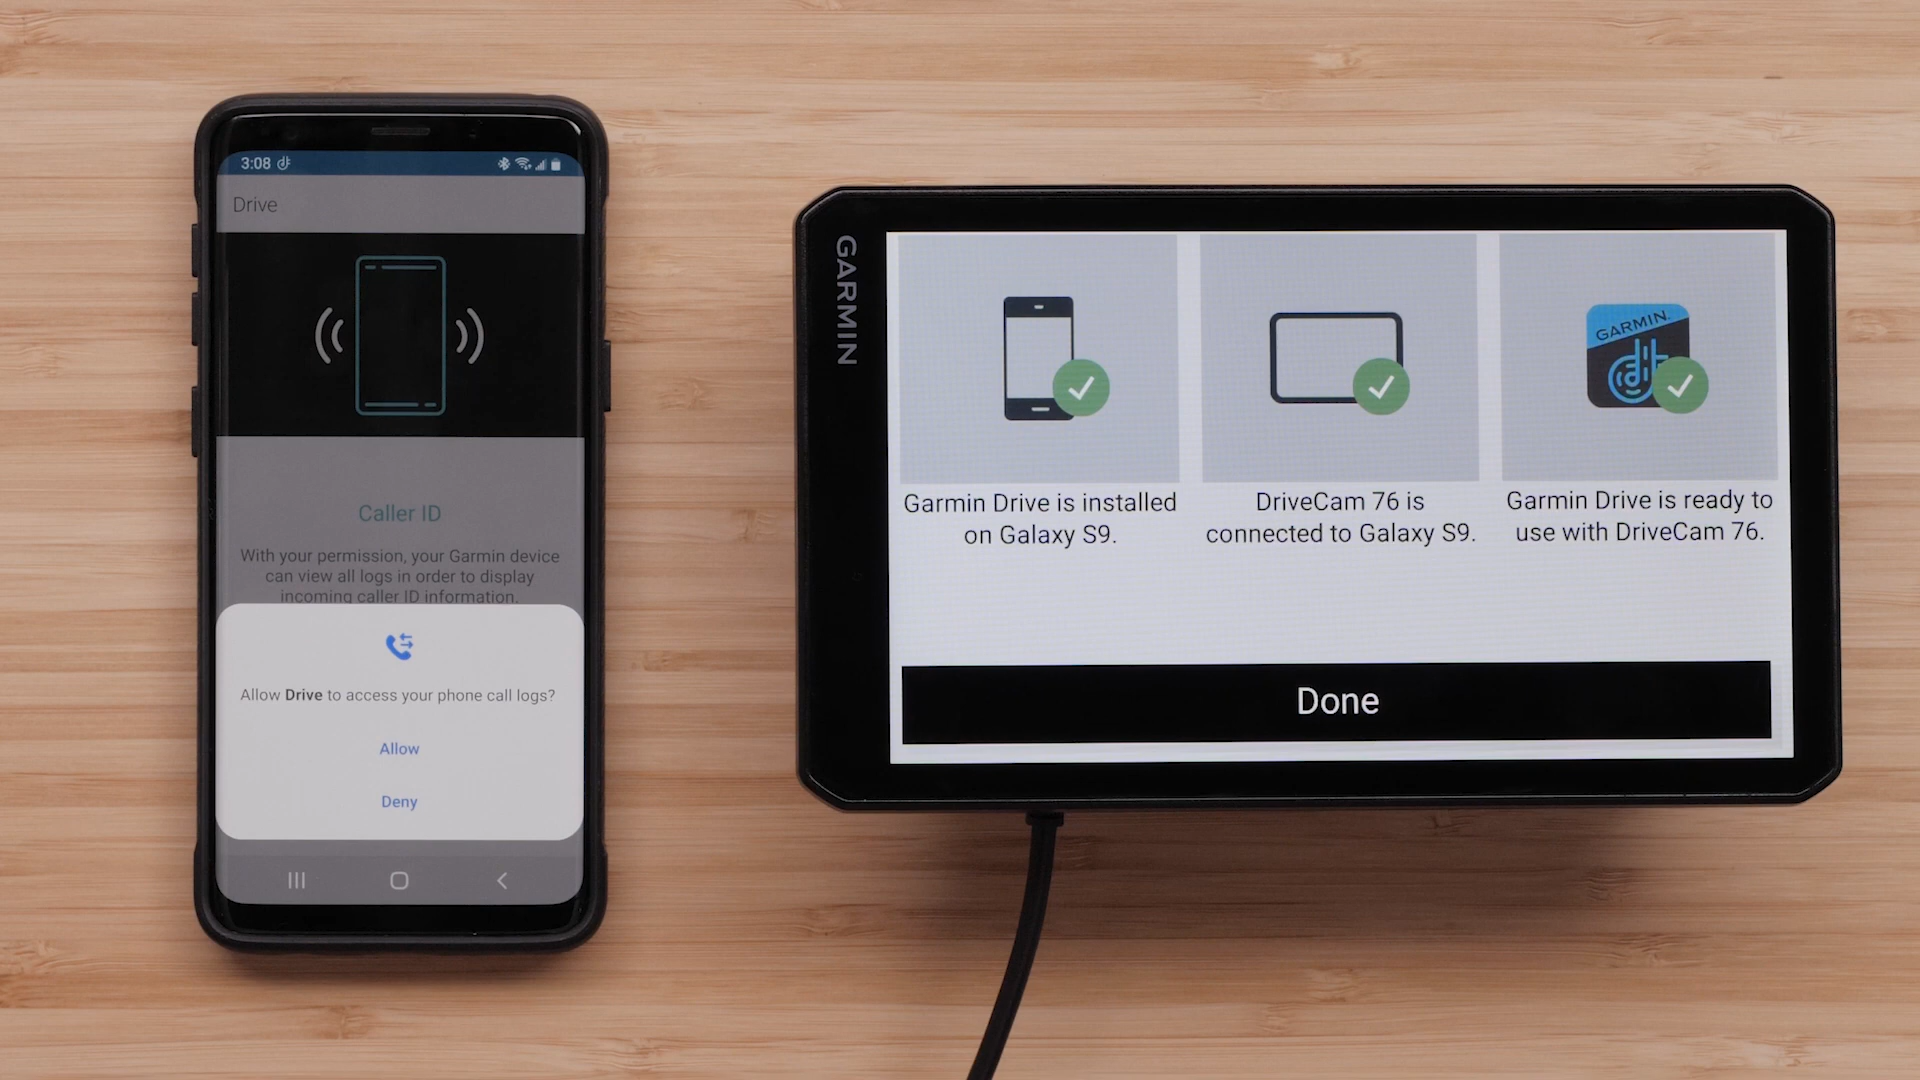 3:08
Drive
Caller ID
With your permission, your Garmin device
can view all logs in order to display
incoming caller ID information.
Allow Drive to access your phone call logs?
Allow
Deny
GARMIN
GARMIN
Garmin Drive is installed
on Galaxy S9.
DriveCam 76 is
connected to Galaxy S9.
Garmin Drive is ready to
use with DriveCam 76.
Done